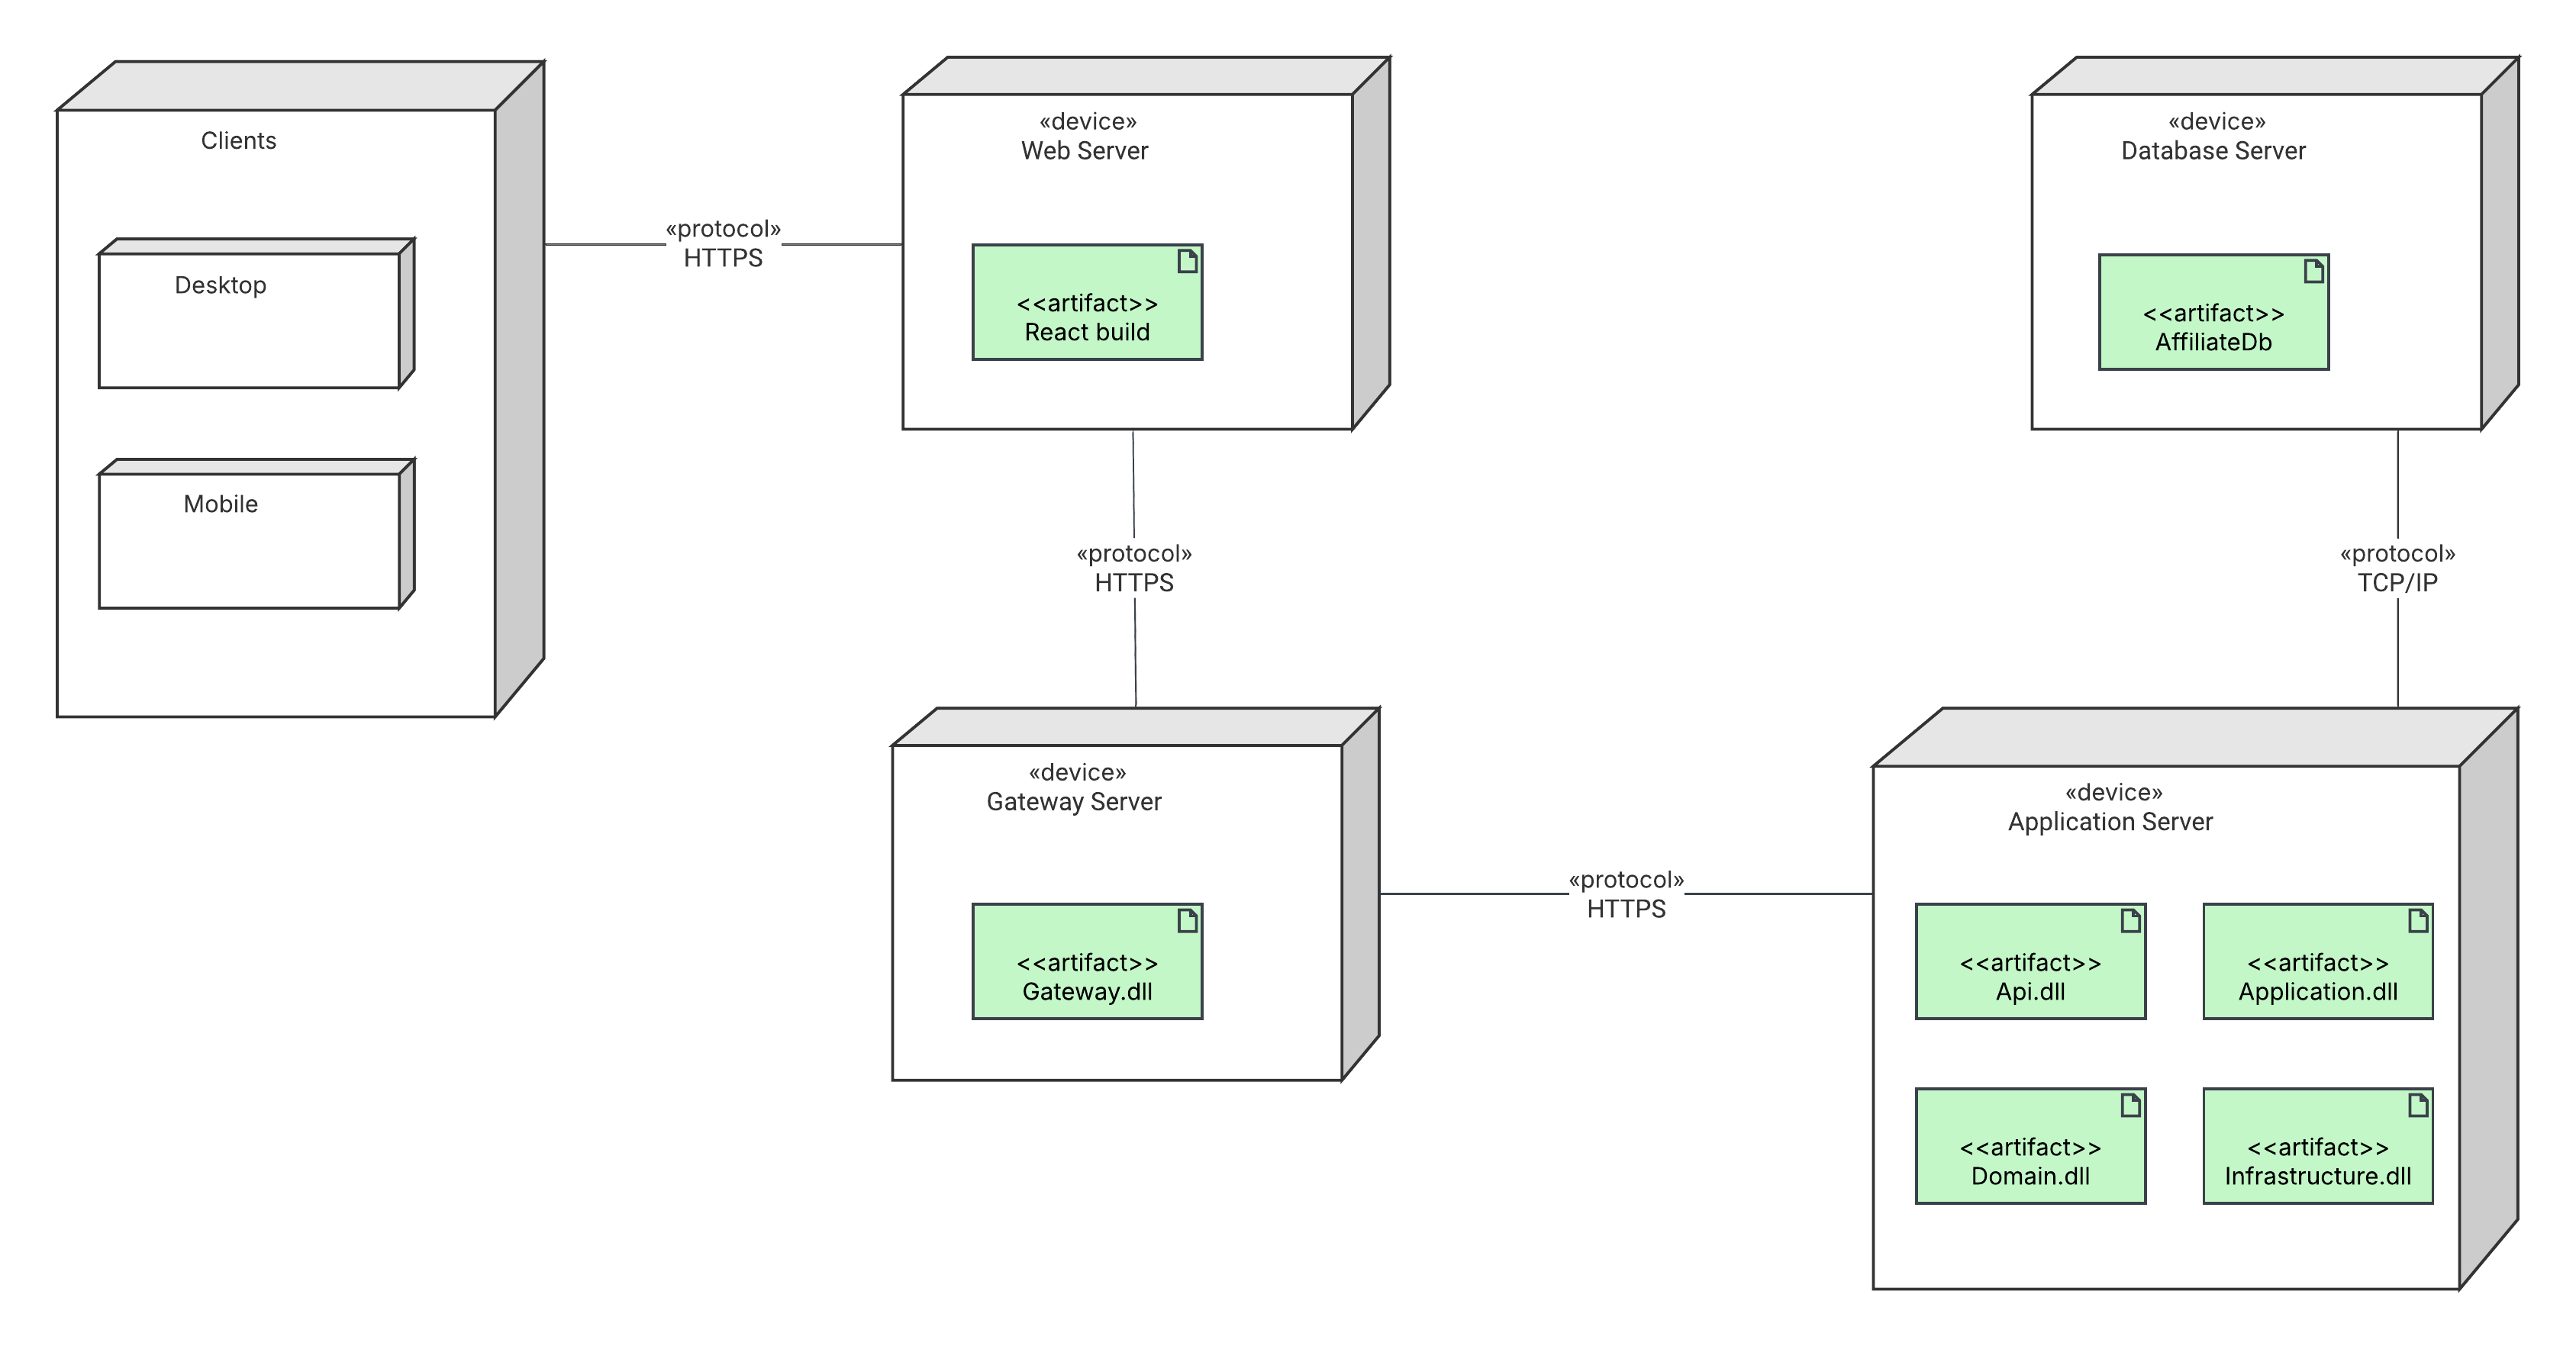 Clients
Desktop
Mobile
«protocol»
HTTPS
«device»
Web Server
<<artifact>>
React build
«device»
Database Server
<<artifact>>
AffiliateDb
«protocol»
HTTPS
«protocol»
TCP/IP
«device»
Gateway Server
<<artifact>>
Gateway.dll
«protocol»
HTTPS
«device»
Application Server
<<artifact>>
Api.dll
<<artifact>>
Application.dll
<<artifact>>
Domain.dll
<<artifact>>
Infrastructure.dll